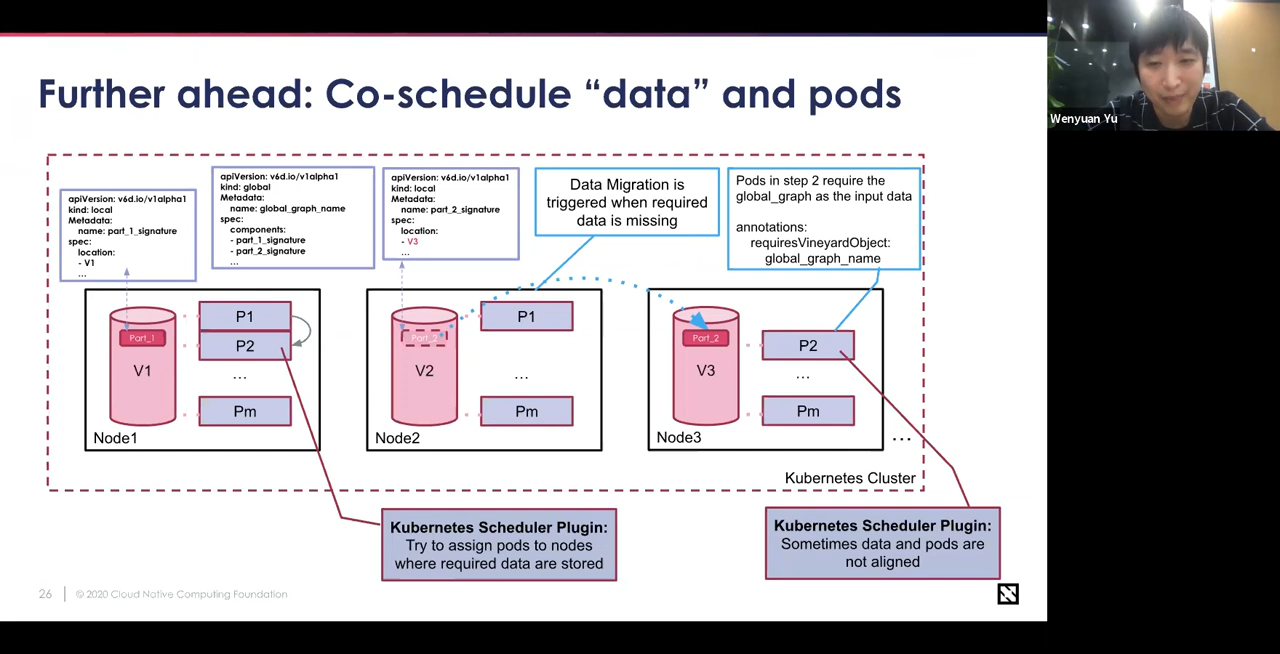 Further ahead: Co-schedule “data” and pods
Wenyuan Yu
apiVersion: v6d.io/v1alpha1
kind: local
Metadata:
name: part_1_signature
spec:
location:
- V1
...
apiVersion: v6d.io/v1alpha1
kind: global
Metadata:
name: global_graph_name
spec:
components:
- part_1_signature
- part_2_signature
...
apiVersion: v6d.io/v1alpha1
kind: local
Metadata:
name: part_2_signature
spec:
location:
- V3
...
Data Migration is
triggered when required
data is missing
Pods in step 2 require the
global_graph as the input data
annotations:
requiresVineyardObject:
global_graph_name
Part_1
V1
P1
P2
...
Pm
Node1
Part_2
V2
P1
...
Pm
Node2
Part_2
V3
P2
...
Pm
Node3
...
Kubernetes Cluster
Kubernetes Scheduler Plugin:
Try to assign pods to nodes
where required data are stored
Kubernetes Scheduler Plugin:
Sometimes data and pods are
not aligned
26
© 2020 Cloud Native Computing Foundation